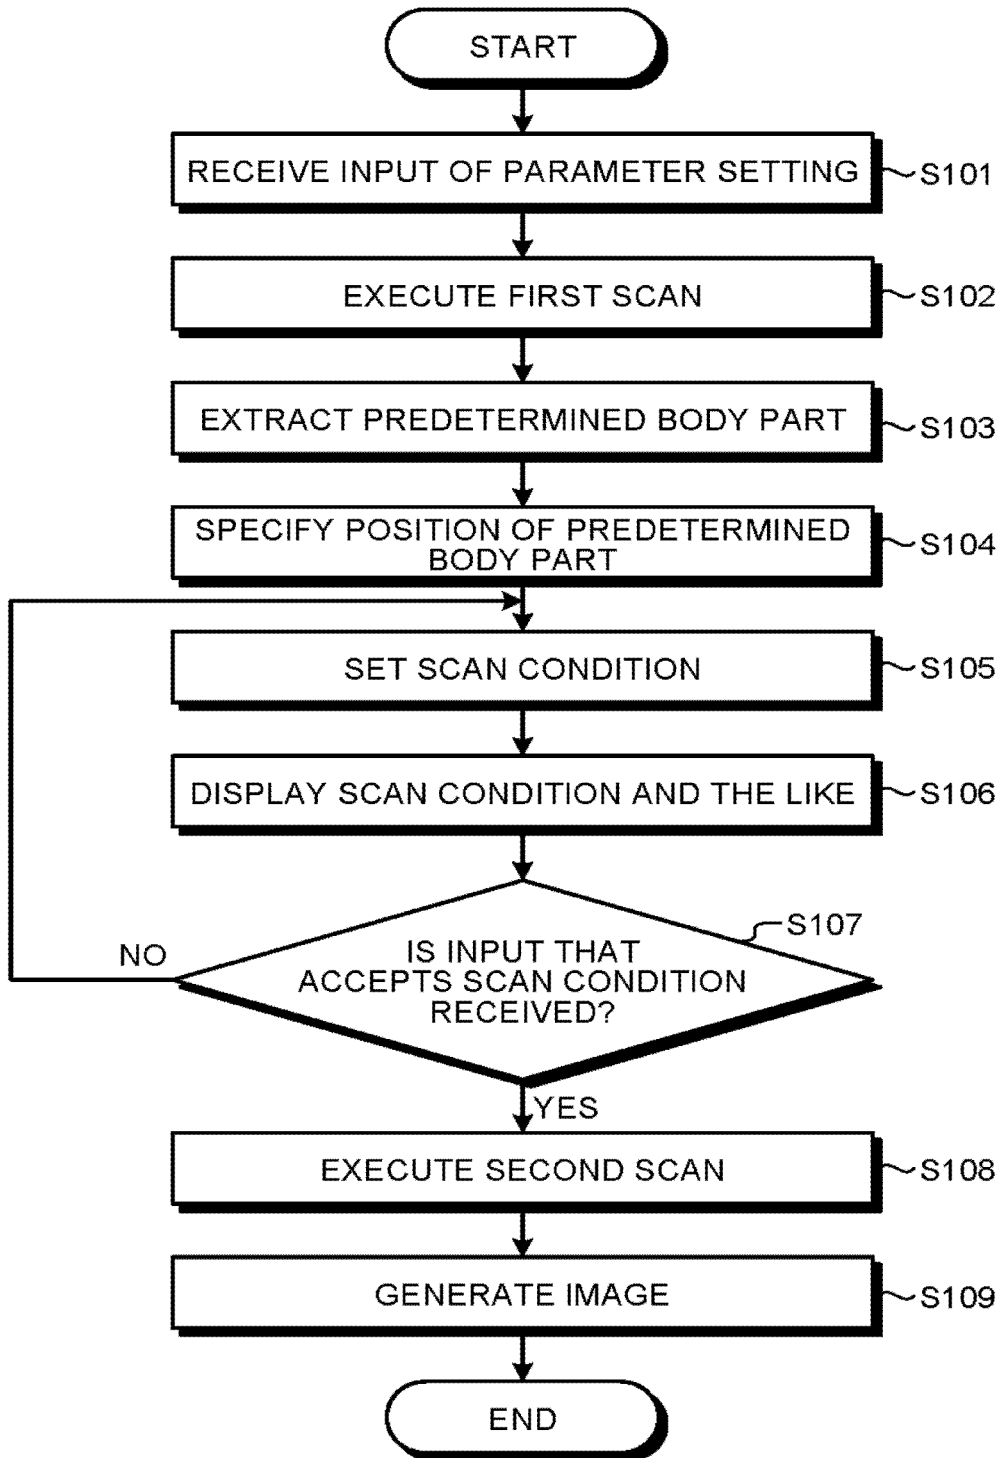 START
RECEIVE INPUT OF PARAMETER SETTING
S101
EXECUTE FIRST SCAN
S102
EXTRACT PREDETERMINED BODY PART
S103
SPECIFY POSITION OF PREDETERMINED
BODY PART
S104
SET SCAN CONDITION
S105
DISPLAY SCAN CONDITION AND THE LIKE
S106
S107
NO
IS INPUT THAT
ACCEPTS SCAN CONDITION
RECEIVED?
YES
EXECUTE SECOND SCAN
S108
GENERATE IMAGE
S109
END